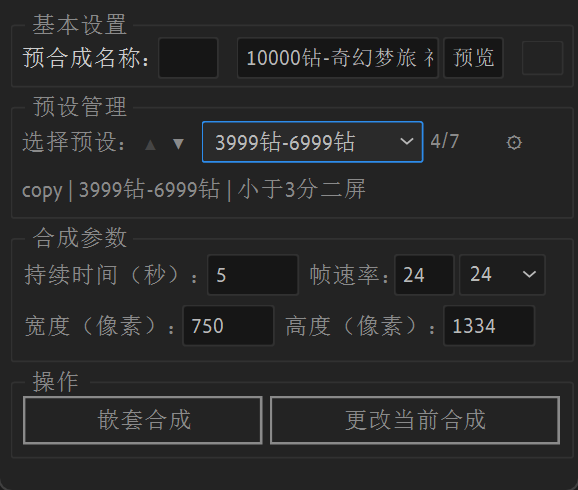 基本设置
预合成名称： 10000钻-奇幻梦旅 预览
预设管理
选择预设： ▲ ▼ 3999钻-6999钻 4/7
copy | 3999钻-6999钻 | 小于3分二屏
合成参数
持续时间（秒）： 5 帧速率： 24 24
宽度（像素）： 750 高度（像素）： 1334
操作
嵌套合成 更改当前合成